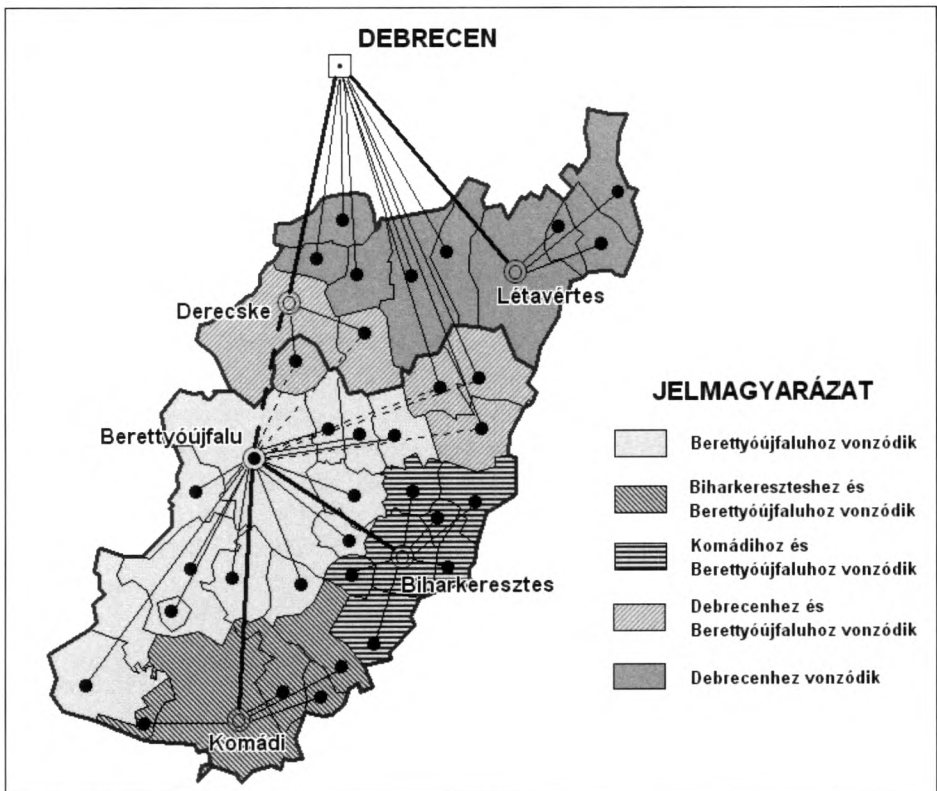 DEBRECEN
Létavértes
Derecske
JELMAGYARÁZAT
Berettyóújfalu
Berettyóújfaluhoz vonzódik
Biharkereszteshez és
Berettyóújfaluhoz vonzódik
Komádihoz és
Berettyóújfaluhoz vonzódik
Biharkeresztes
Debrecenhez és
Berettyóújfaluhoz vonzódik
Debrecenhez vonzódik
Komádi